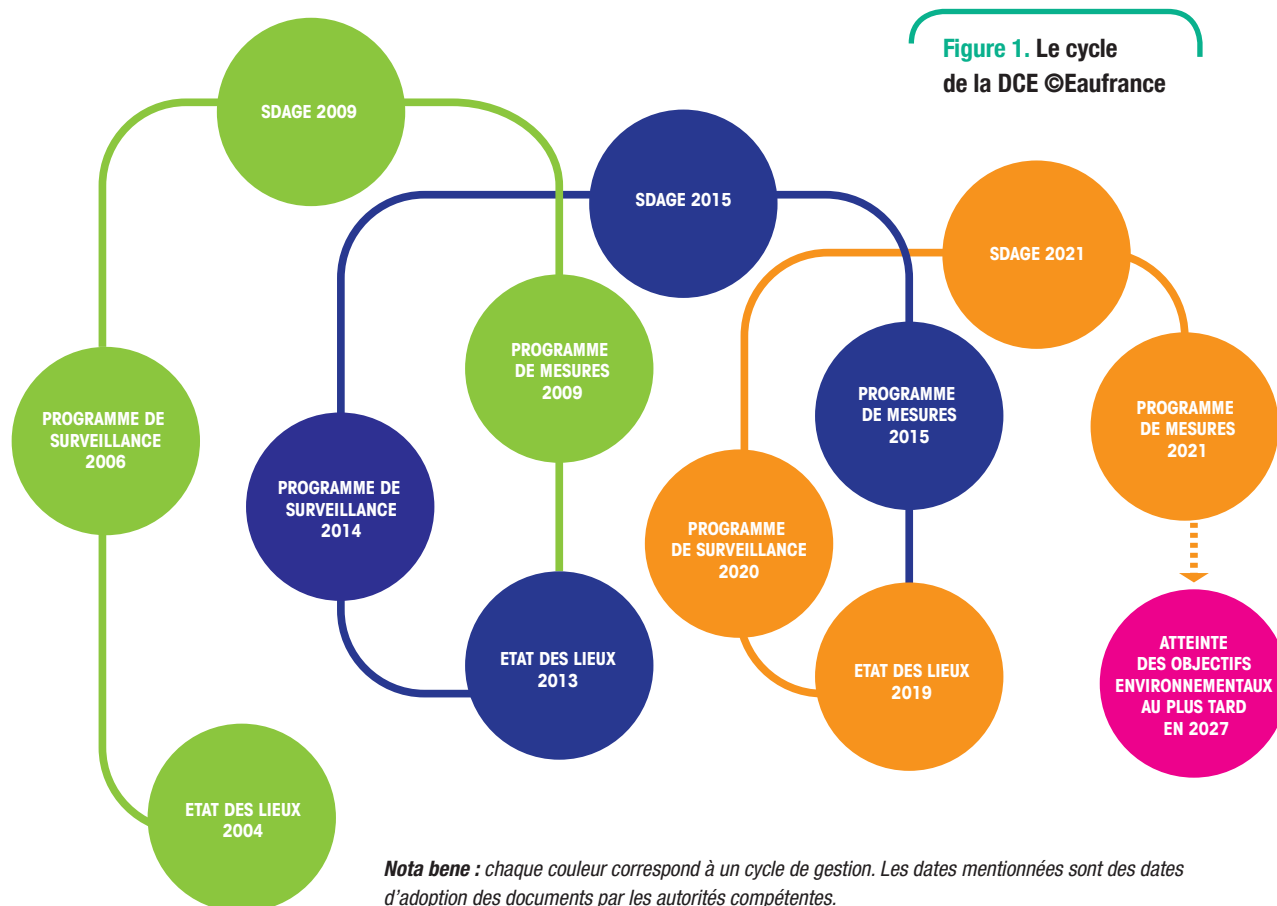 Figure 1. Le cycle
de la DCE ©Eaufrance
SDAGE 2009
SDAGE 2015
SDAGE 2021
PROGRAMME DE
SURVEILLANCE
2006
PROGRAMME
DE MESURES
2009
PROGRAMME DE
SURVEILLANCE
2014
PROGRAMME
DE MESURES
2015
PROGRAMME
DE MESURES
2021
PROGRAMME
DE SURVEILLANCE
2020
ETAT DES LIEUX
2013
ETAT DES LIEUX
2019
ATTEINTE
DES OBJECTIFS
ENVIRONNEMENTAUX
AU PLUS TARD
EN 2027
ETAT DES LIEUX
2004
Nota bene : chaque couleur correspond à un cycle de gestion. Les dates mentionnées sont des dates
d'adoption des documents par les autorités compétentes.